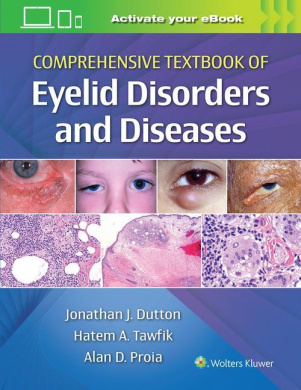 Activate your eBook
COMPREHENSIVE TEXTBOOK OF
Eyelid Disorders
and Diseases
Jonathan J. Dutton
Hatem A. Tawfik
Alan D. Proia
Wolters Kluwer